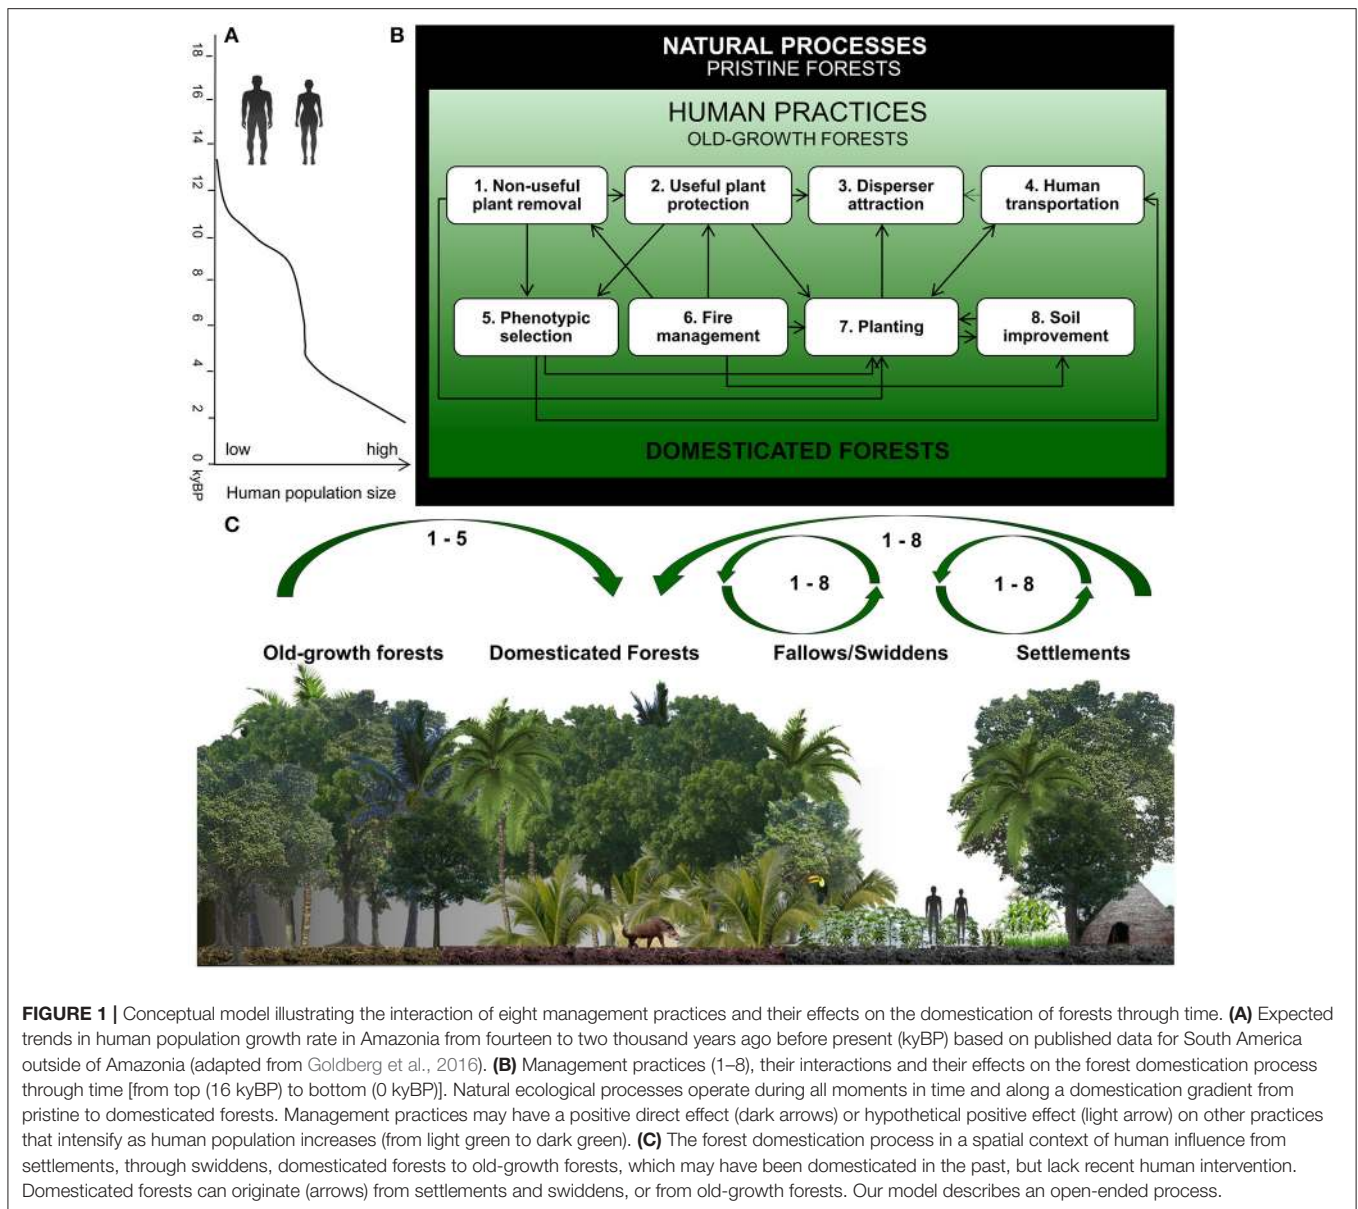 A
B
18
16
14
12
10
8
6
4
2
0
kyBP
low
high
Human population size
NATURAL PROCESSES
PRISTINE FORESTS
HUMAN PRACTICES
OLD-GROWTH FORESTS
1. Non-useful
plant removal
2. Useful plant
protection
3. Disperser
attraction
4. Human
transportation
5. Phenotypic
selection
6. Fire
management
7. Planting
8. Soil
improvement
DOMESTICATED FORESTS
C
1 - 5
1 - 8
1 - 8
1 - 8
Old-growth forests
Domesticated Forests
Fallows/Swiddens
Settlements
FIGURE 1 | Conceptual model illustrating the interaction of eight management practices and their effects on the domestication of forests through time. (A) Expected
trends in human population growth rate in Amazonia from fourteen to two thousand years ago before present (kyBP) based on published data for South America
outside of Amazonia (adapted from Goldberg et al., 2016). (B) Management practices (1–8), their interactions and their effects on the forest domestication process
through time [from top (16 kyBP) to bottom (0 kyBP)]. Natural ecological processes operate during all moments in time and along a domestication gradient from
pristine to domesticated forests. Management practices may have a positive direct effect (dark arrows) or hypothetical positive effect (light arrow) on other practices
that intensify as human population increases (from light green to dark green). (C) The forest domestication process in a spatial context of human influence from
settlements, through swiddens, domesticated forests to old-growth forests, which may have been domesticated in the past, but lack recent human intervention.
Domesticated forests can originate (arrows) from settlements and swiddens, or from old-growth forests. Our model describes an open-ended process.